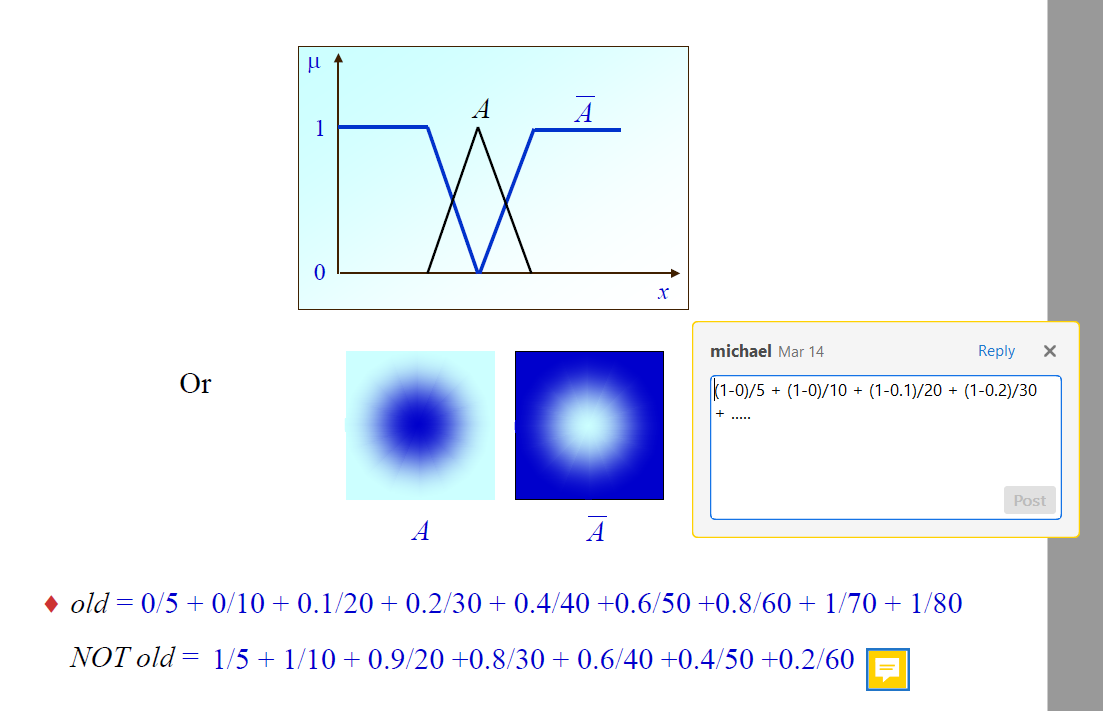 μ
A
A̅
1
0
x
michael Mar 14 Reply
(1-0)/5 + (1-0)/10 + (1-0.1)/20 + (1-0.2)/30
+ .....
Post
Or
A
A̅
old = 0/5 + 0/10 + 0.1/20 + 0.2/30 + 0.4/40 +0.6/50 +0.8/60 + 1/70 + 1/80
NOT old = 1/5 + 1/10 + 0.9/20 +0.8/30 + 0.6/40 +0.4/50 +0.2/60